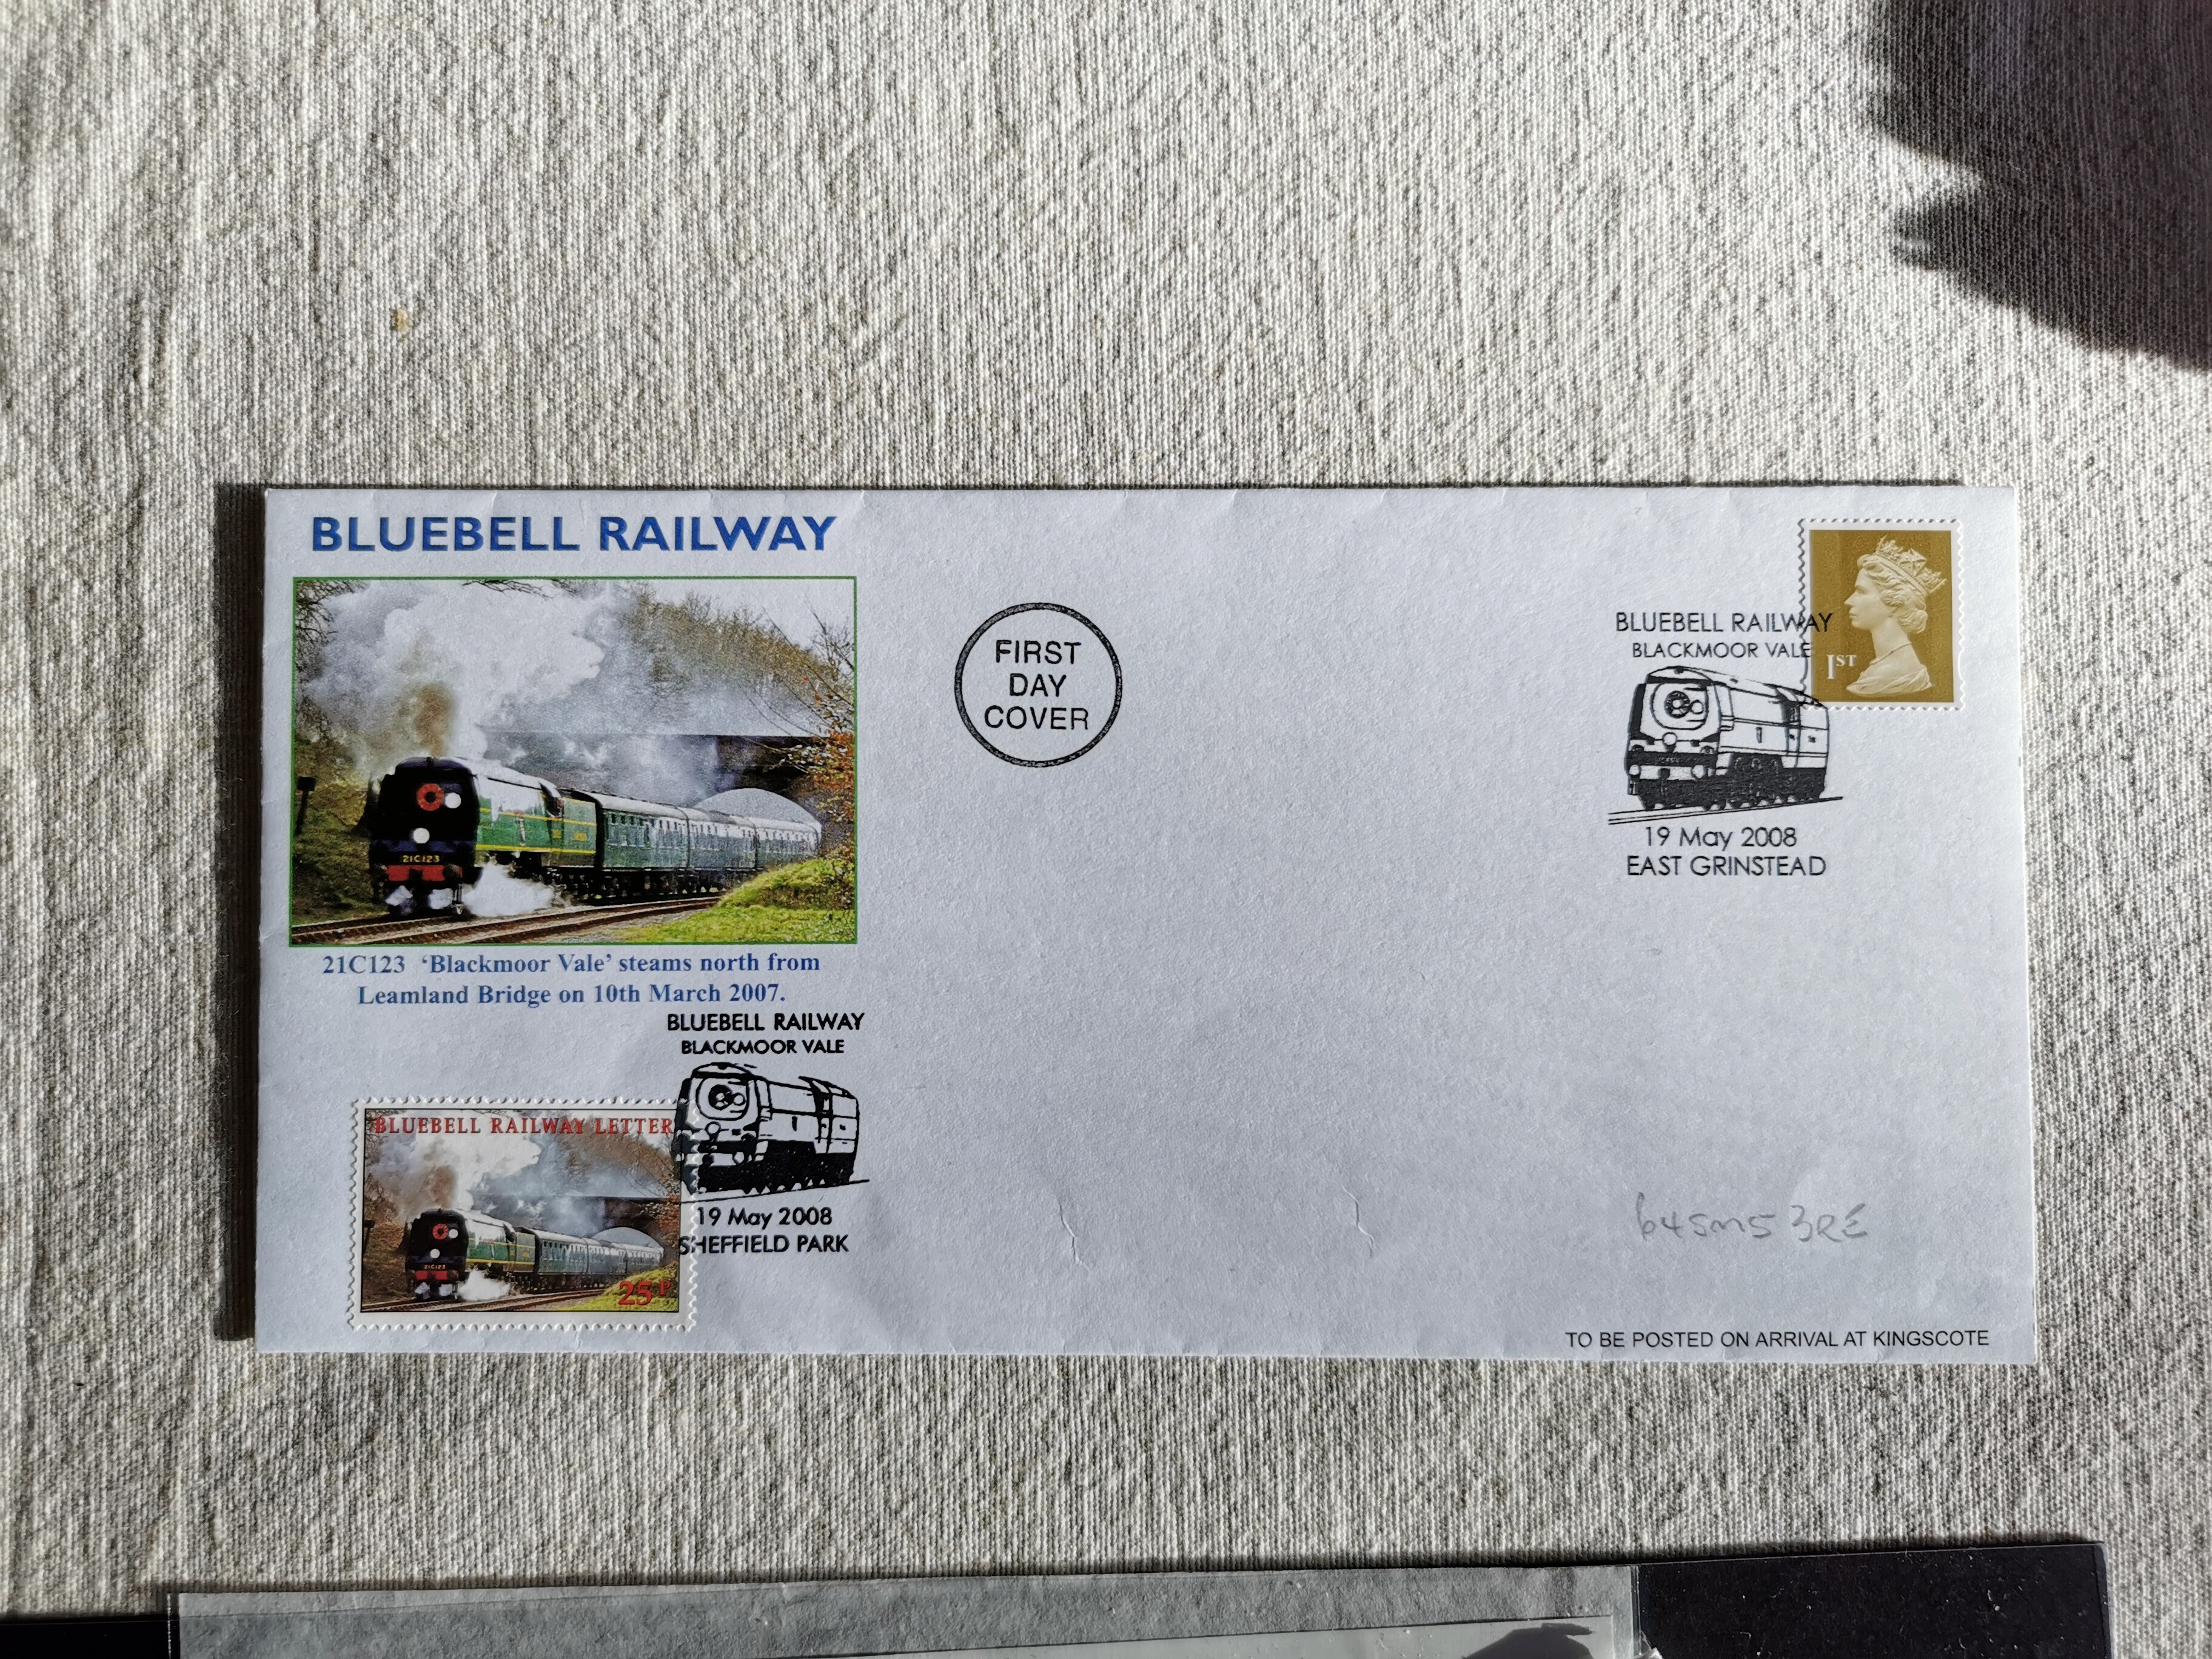 BLUEBELL RAILWAY
21C123
21C123 ‘Blackmoor Vale’ steams north from
Leamland Bridge on 10th March 2007.
FIRST
DAY
COVER
BLUEBELL RAILWAY
BLACKMOOR VALE
1ST
19 May 2008
EAST GRINSTEAD
BLUEBELL RAILWAY
BLACKMOOR VALE
19 May 2008
SHEFFIELD PARK
BLUEBELL RAILWAY LETTER
21C123
25P
TO BE POSTED ON ARRIVAL AT KINGSCOTE